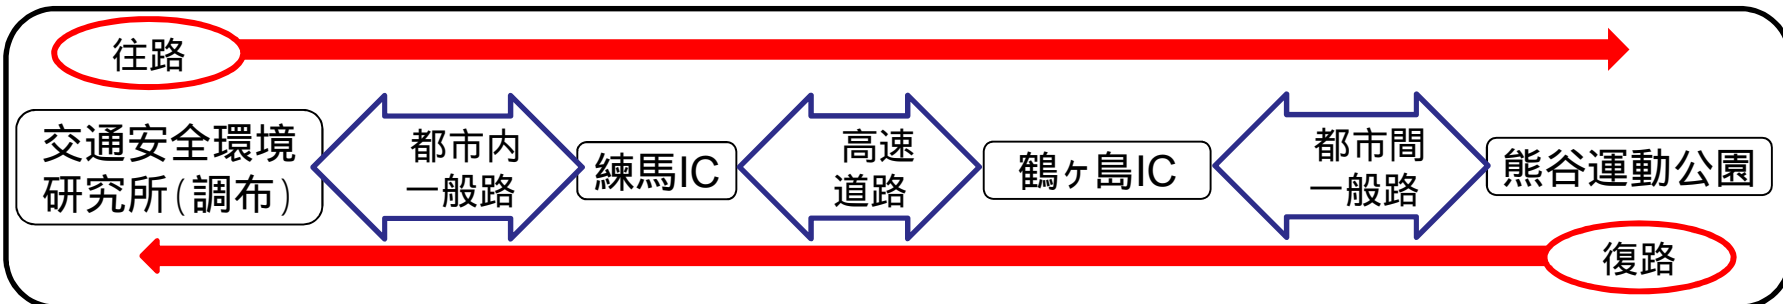 往路
交通安全環境
研究所(調布)
都市内
一般路
練馬IC
高速
道路
鶴ヶ島IC
都市間
一般路
熊谷運動公園
復路